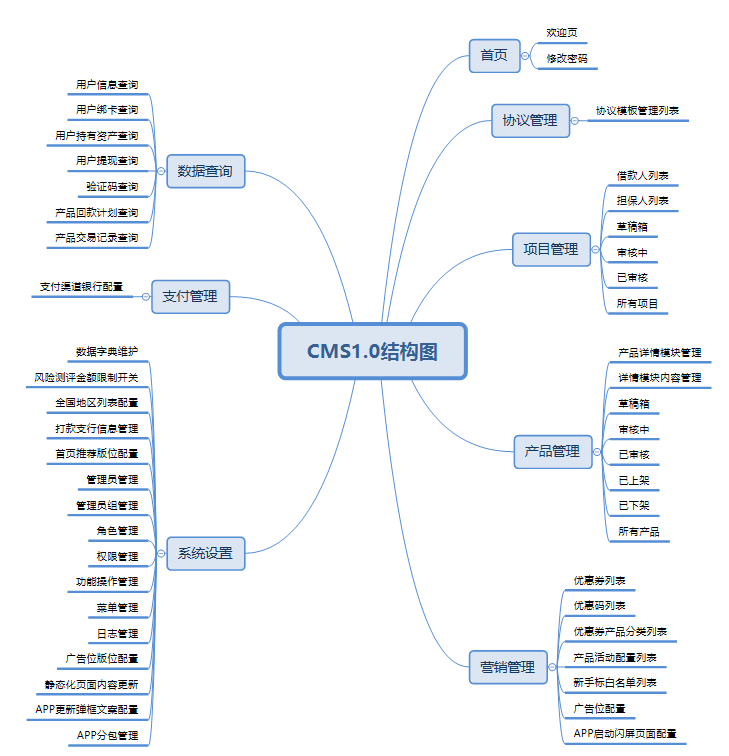 CMS1.0结构图
首页
欢迎页
修改密码
协议管理
协议模板管理列表
项目管理
借款人列表
担保人列表
草稿箱
审核中
已审核
所有项目
产品管理
产品详情模块管理
详情模块内容管理
草稿箱
审核中
已审核
已上架
已下架
所有产品
营销管理
优惠券列表
优惠码列表
优惠券产品分类列表
产品活动配置列表
新手标白名单列表
广告位配置
APP启动闪屏页面配置
数据查询
用户信息查询
用户绑卡查询
用户持有资产查询
用户提现查询
验证码查询
产品回款计划查询
产品交易记录查询
支付管理
支付渠道银行配置
系统设置
数据字典维护
风险测评金额限制开关
全国地区列表配置
打款支行信息管理
首页推荐版位配置
管理员管理
管理员组管理
角色管理
权限管理
功能操作管理
菜单管理
日志管理
广告位版位配置
静态化页面内容更新
APP更新弹框文案配置
APP分包管理